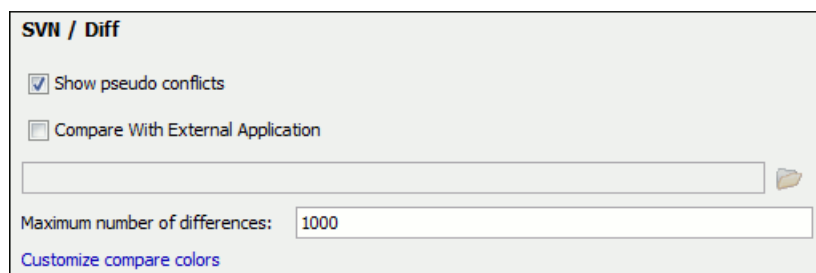 SVN / Diff
Show pseudo conflicts
Compare With External Application
Maximum number of differences: 1000
Customize compare colors